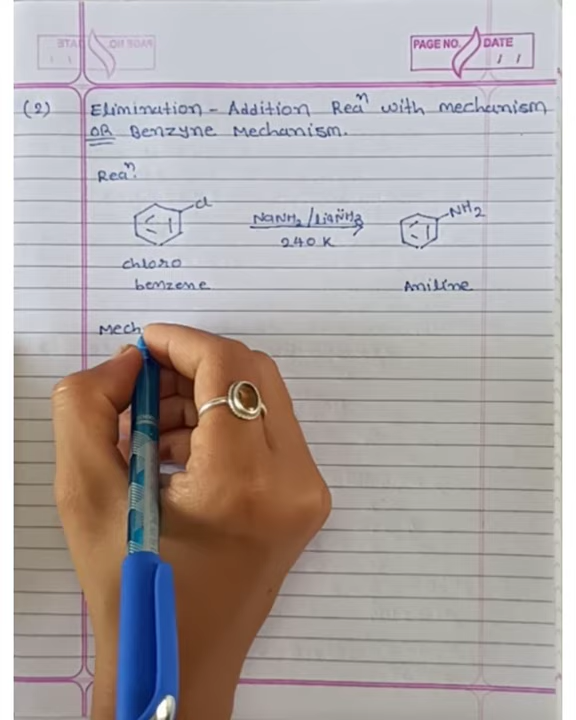 PAGE NO. DATE
/ /
(2) Elimination - Addition Reaⁿ with mechanism
OR Benzyne Mechanism.
Reaⁿ:
Cl
NaNH₂ / liq NH₃
240 K
NH₂
chloro
benzene
Aniline
Mech